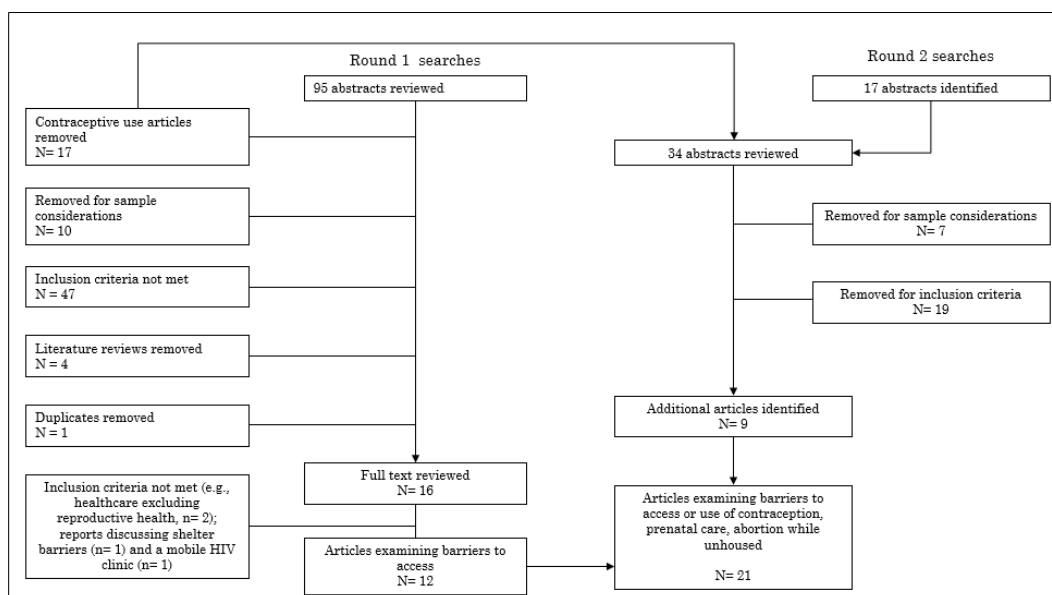 Round 1 searches
Round 2 searches
95 abstracts reviewed
17 abstracts identified
Contraceptive use articles
removed
N= 17
34 abstracts reviewed
Removed for sample
considerations
N= 10
Removed for sample considerations
N= 7
Inclusion criteria not met
N = 47
Removed for inclusion criteria
N= 19
Literature reviews removed
N = 4
Duplicates removed
N = 1
Additional articles identified
N= 9
Full text reviewed
N= 16
Inclusion criteria not met (e.g.,
healthcare excluding
reproductive health, n= 2);
reports discussing shelter
barriers (n= 1) and a mobile HIV
clinic (n= 1)
Articles examining barriers to
access
N= 12
Articles examining barriers to
access or use of contraception,
prenatal care, abortion while
unhoused
N= 21